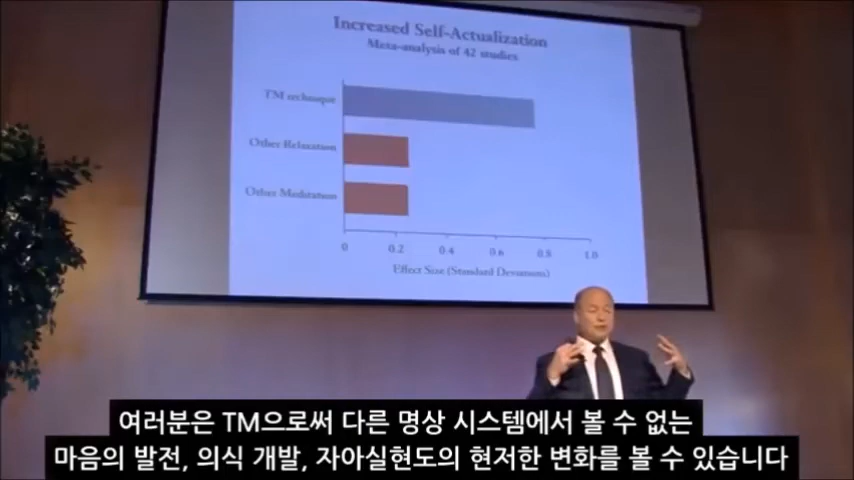 Increased Self-Actualization
Meta-analysis of 42 studies
TM technique
Other Relaxation
Other Meditation
0 0.2 0.4 0.6 0.8 1.0
Effect Size (Standard Deviations)
여러분은 TM으로써 다른 명상 시스템에서 볼 수 없는
마음의 발전, 의식 개발, 자아실현도의 현저한 변화를 볼 수 있습니다